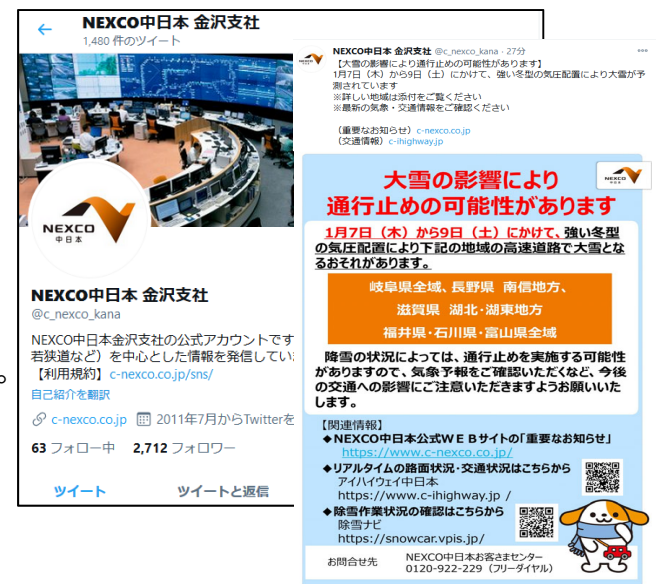 NEXCO中日本 金沢支社
1,480 件のツイート
NEXCO
中日本
NEXCO中日本 金沢支社
@c_nexco_kana
NEXCO中日本金沢支社の公式アカウントです
若狭道など）を中心とした情報を発信してい
【利用規約】c-nexco.co.jp/sns/
自己紹介を翻訳
c-nexco.co.jp 2011年7月からTwitterを
63 フォロー中 2,712 フォロワー
ツイート ツイートと返信
。
NEXCO中日本 金沢支社 @c_nexco_kana・27分
【大雪の影響により通行止めの可能性があります】
1月7日（木）から9日（土）にかけて、強い冬型の気圧配置により大雪が予
測されています
※詳しい地域は添付をご覧ください
※最新の気象・交通情報をご確認ください
（重要なお知らせ）c-nexco.co.jp
（交通情報）c-ihighway.jp
NEXCO
中日本
大雪の影響により
通行止めの可能性があります
1月7日（木）から9日（土）にかけて、強い冬型
の気圧配置により下記の地域の高速道路で大雪とな
るおそれがあります。
岐阜県全域、長野県 南信地方、
滋賀県 湖北・湖東地方
福井県・石川県・富山県全域
降雪の状況によっては、通行止めを実施する可能性
がありますので、気象予報をご確認いただくなど、今後
の交通への影響にご注意いただきますようお願いいた
します。
【関連情報】
◆NEXCO中日本公式ＷＥＢサイトの「重要なお知らせ」
https://www.c-nexco.co.jp/
◆リアルタイムの路面状況・交通状況はこちらから
アイハイウェイ中日本
https://www.c-ihighway.jp /
◆除雪作業状況の確認はこちらから
除雪ナビ
https://snowcar.vpis.jp/
お問合せ先 NEXCO中日本お客さまセンター
0120-922-229（フリーダイヤル）